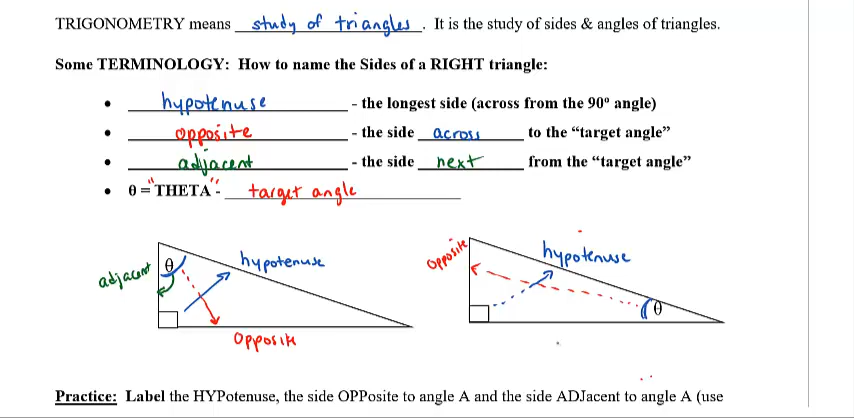 TRIGONOMETRY means study of triangles. It is the study of sides & angles of triangles.
Some TERMINOLOGY: How to name the Sides of a RIGHT triangle:
• hypotenuse - the longest side (across from the 90° angle)
• opposite - the side across to the “target angle”
• adjacent - the side next from the “target angle”
• θ = "THETA" - target angle
adjacent θ hypotenuse
opposite
opposite hypotenuse
θ
Practice: Label the HYPotenuse, the side OPPosite to angle A and the side ADJacent to angle A (use